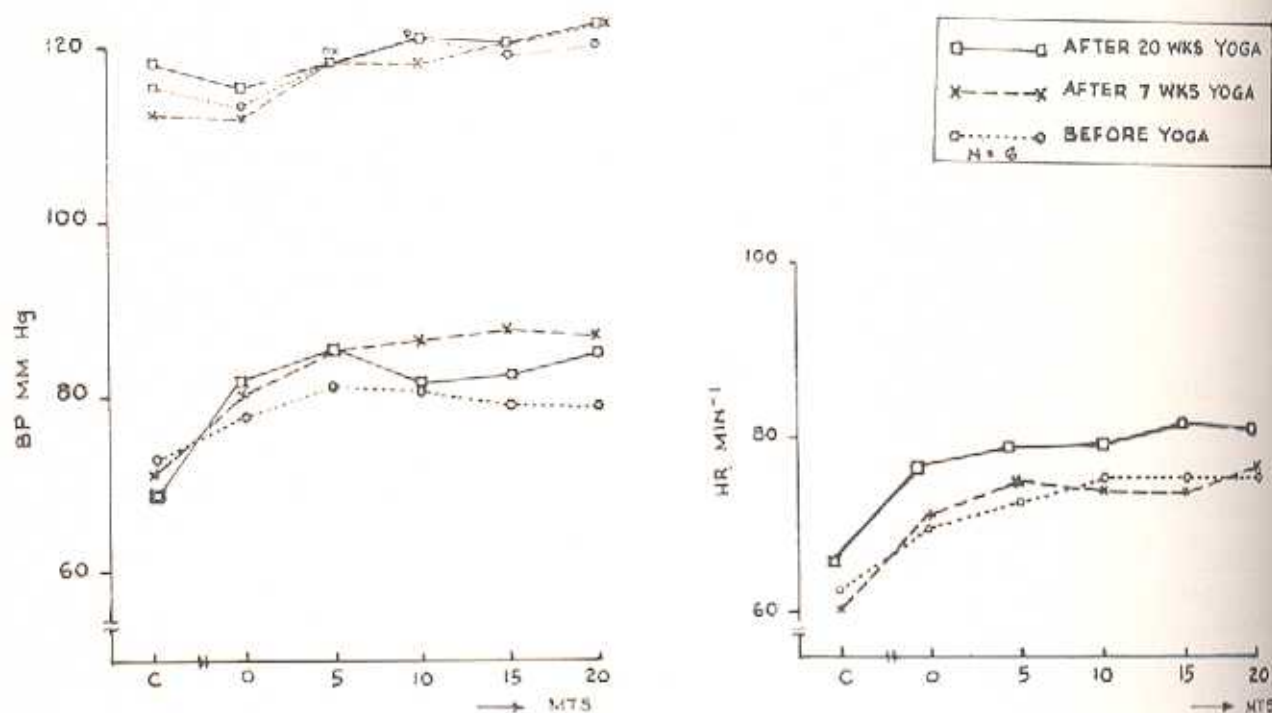 AFTER 20 WKS YOGA
AFTER 7 WKS YOGA
BEFORE YOGA
N = 6
BP MM Hg
120
100
80
60
C 0 5 10 15 20
MTS
HR MIN⁻¹
100
80
60
C 0 5 10 15 20
MTS